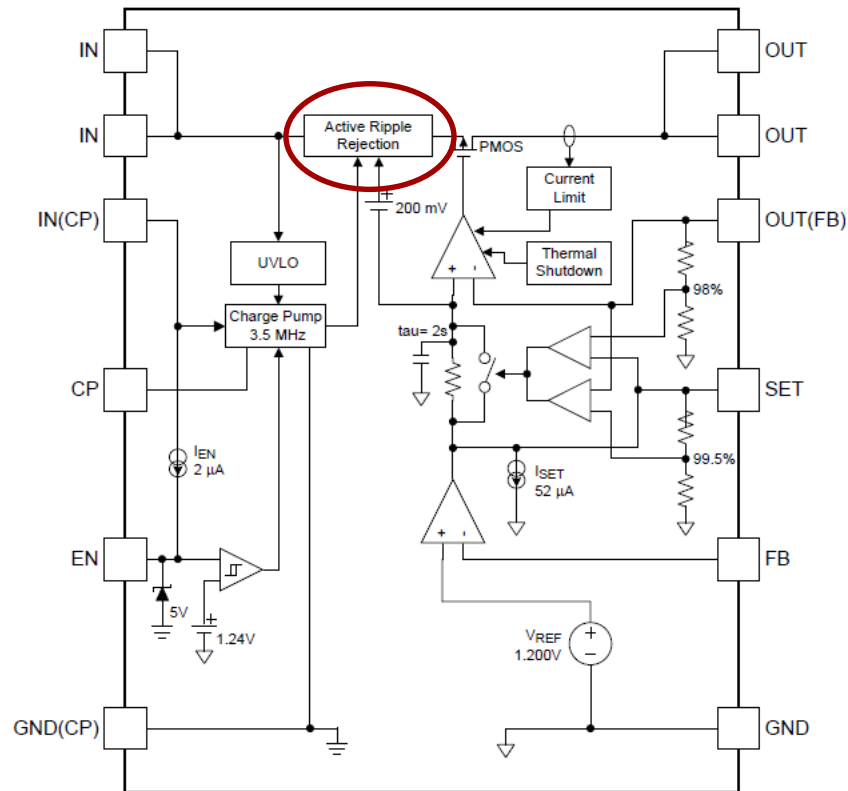 IN
OUT
IN
Active Ripple
Rejection
PMOS
OUT
IN(CP)
+
200 mV
Current
Limit
OUT(FB)
UVLO
Thermal
Shutdown
+ -
98%
Charge Pump
3.5 MHz
tau= 2s
CP
SET
IEN
2 µA
ISET
52 µA
99.5%
EN
+ -
FB
5V
+
1.24V
VREF
1.200V
+
−
GND(CP)
GND